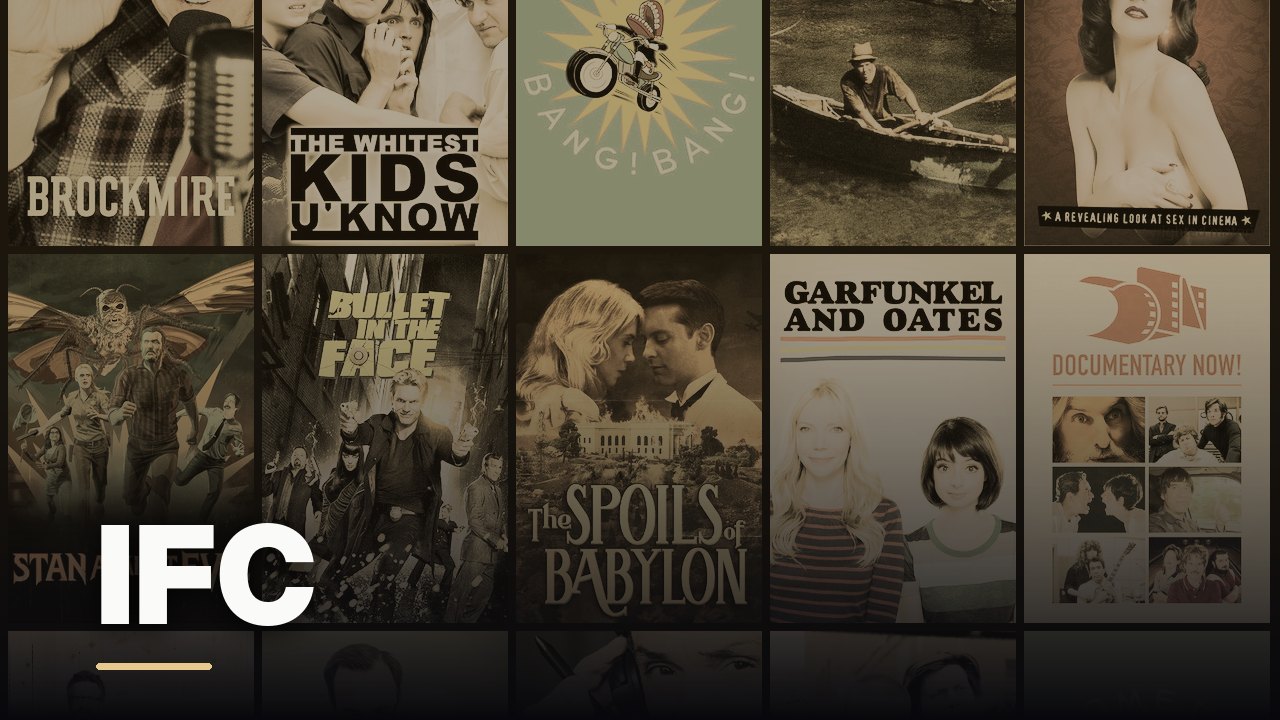 BROCKMIRE
THE WHITEST
KIDS
U'KNOW
BANG! BANG!
★ A REVEALING LOOK AT SEX IN CINEMA ★
STAN
BULLET
IN THE
FACE
The SPOILS of
BABYLON
GARFUNKEL
AND OATES
DOCUMENTARY NOW!
IFC